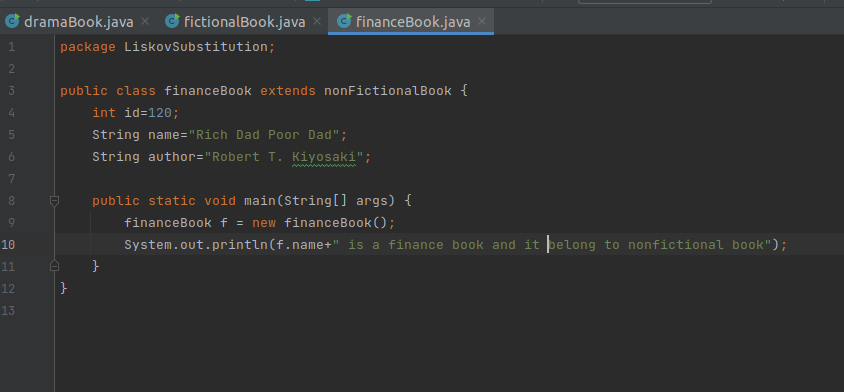 dramaBook.java fictionalBook.java financeBook.java
1 package LiskovSubstitution;
2
3 public class financeBook extends nonFictionalBook {
4 int id=120;
5 String name="Rich Dad Poor Dad";
6 String author="Robert T. Kiyosaki";
7
8 public static void main(String[] args) {
9 financeBook f = new financeBook();
10 System.out.println(f.name+" is a finance book and it belong to nonfictional book");
11 }
12 }
13